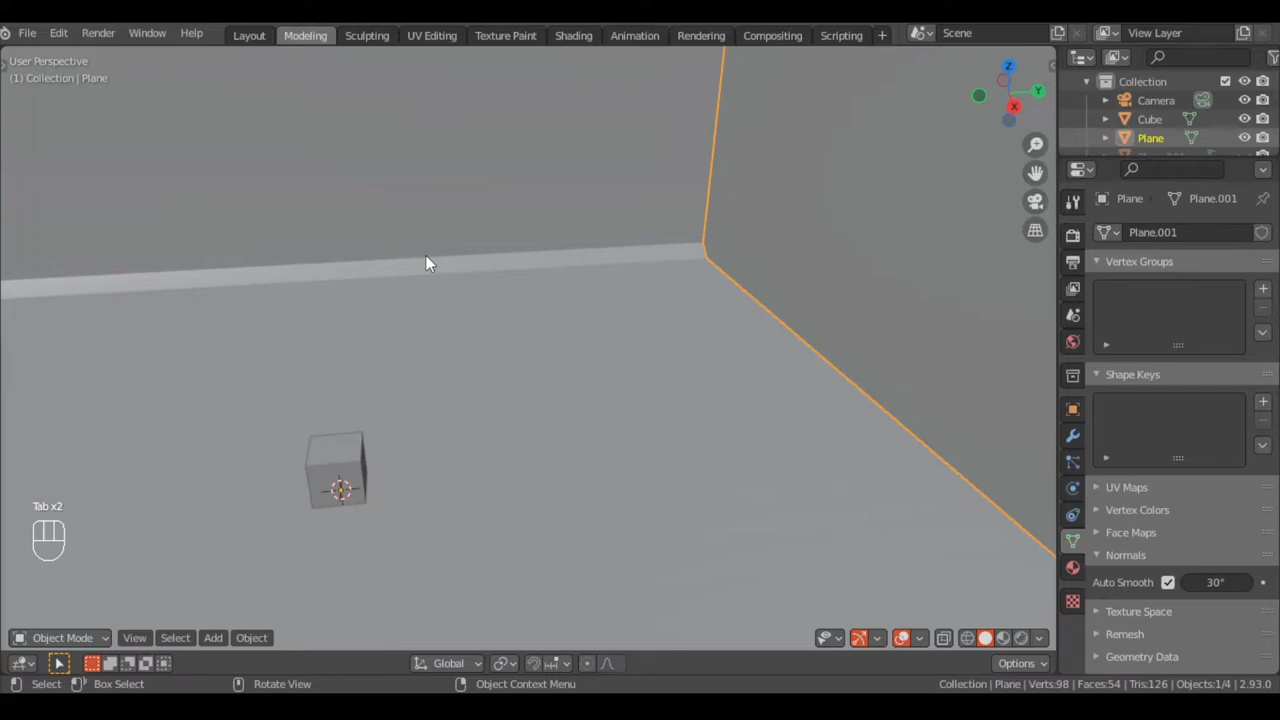 File Edit Render Window Help Layout Modeling Sculpting UV Editing Texture Paint Shading Animation Rendering Compositing Scripting + Scene View Layer
User Perspective
(1) Collection | Plane
Z
Y
X
Collection
Camera
Cube
Plane
Plane Plane.001
Plane.001
Vertex Groups
Shape Keys
UV Maps
Vertex Colors
Face Maps
Normals
Auto Smooth 30°
Texture Space
Remesh
Geometry Data
Tab x2
Object Mode View Select Add Object
Global Options
Select Box Select Rotate View Object Context Menu Collection | Plane | Verts:98 | Faces:54 | Tris:126 | Objects:1/4 | 2.93.0